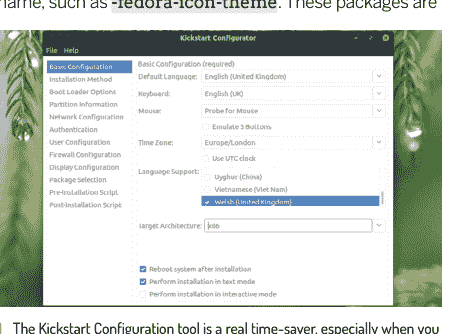 name, such as -fedora-icon-theme. These packages are
Kickstart Configurator
File Help
Basic Configuration
Installation Method
Boot Loader Options
Partition Information
Network Configuration
Authentication
User Configuration
Firewall Configuration
Display Configuration
Package Selection
Pre-Installation Script
Post-Installation Script
Basic Configuration (required)
Default Language: English (United Kingdom)
Keyboard: English (UK)
Mouse: Probe for Mouse
Emulate 3 Buttons
Time Zone: Europe/London
Use UTC clock
Language Support:
Uyghur (China)
Vietnamese (Viet Nam)
Welsh (United Kingdom)
Target Architecture: x86
Reboot system after installation
Perform installation in text mode
Perform installation in interactive mode
The Kickstart Configuration tool is a real time-saver, especially when you